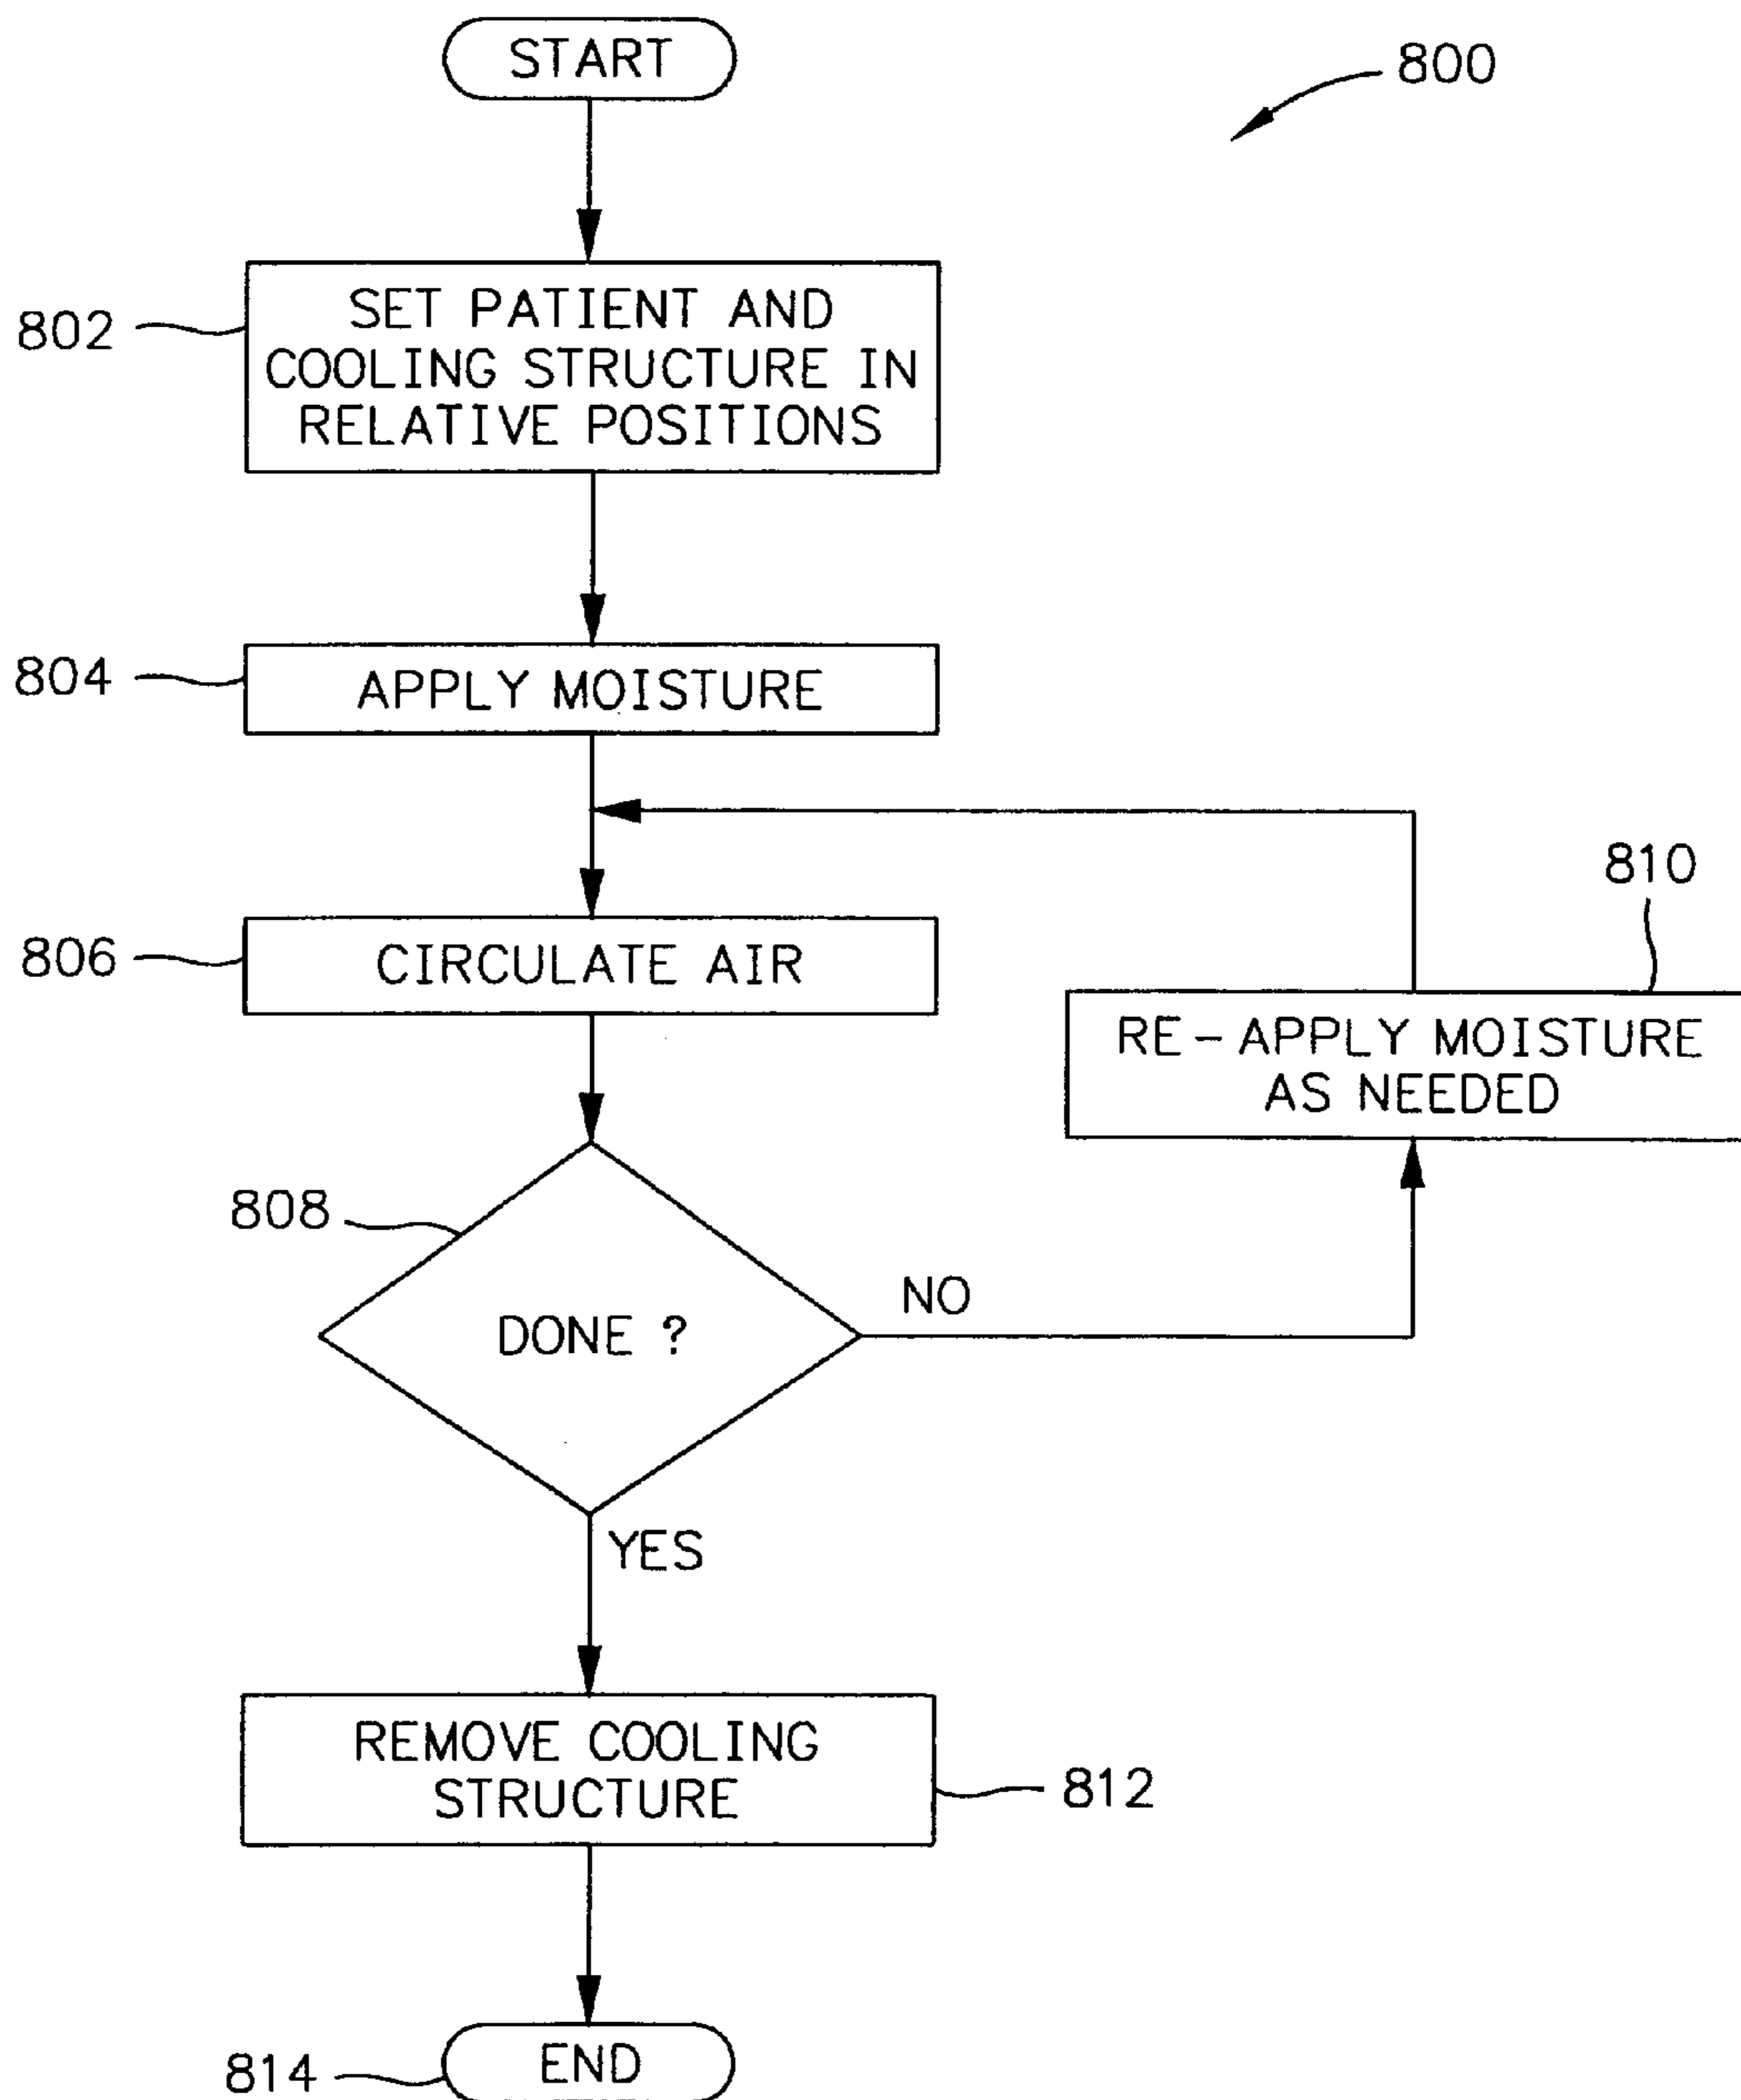 START
800
802
SET PATIENT AND
COOLING STRUCTURE IN
RELATIVE POSITIONS
804
APPLY MOISTURE
806
CIRCULATE AIR
810
RE-APPLY MOISTURE
AS NEEDED
808
DONE ?
NO
YES
REMOVE COOLING
STRUCTURE
812
END
814